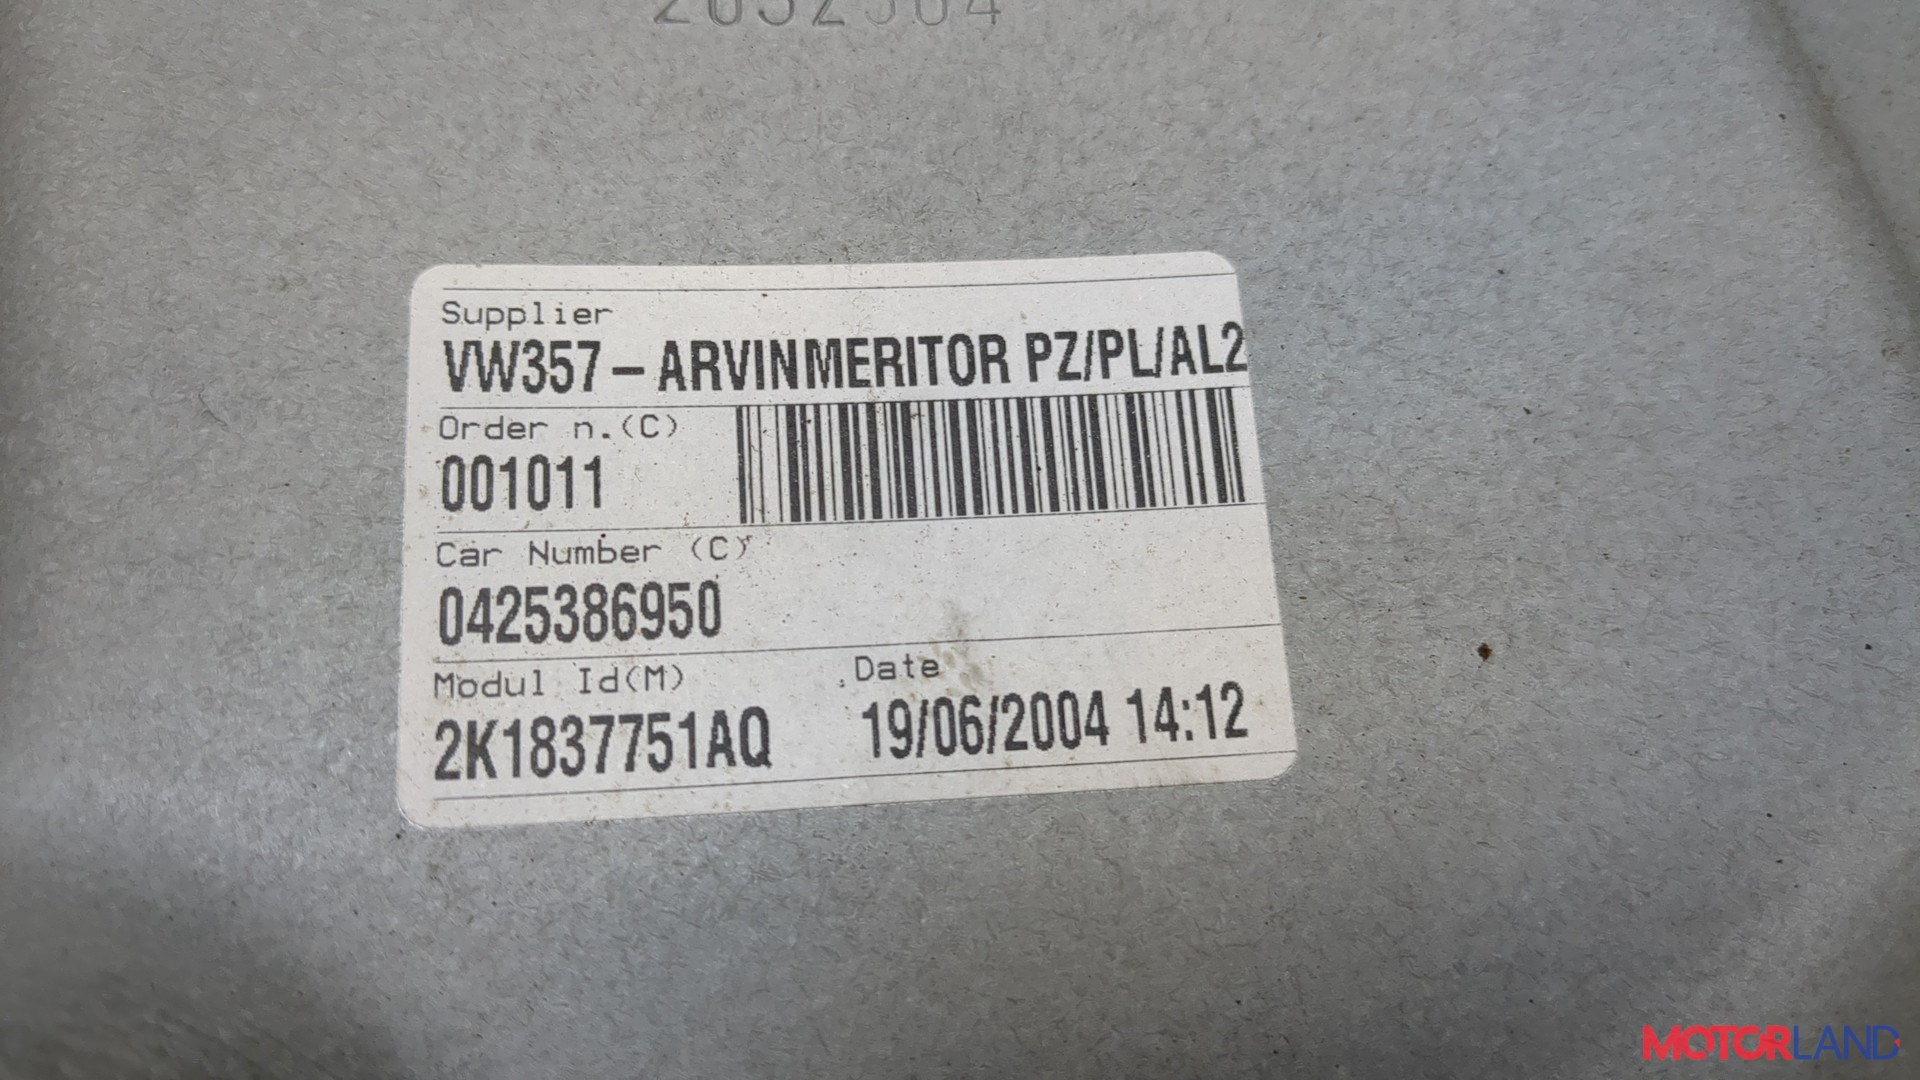 Supplier
VW357-ARVINMERITOR PZ/PL/AL2
Order n.(C)
001011
Car Number (C)
0425386950
Modul Id(M)
2K1837751AQ
Date
19/06/2004 14:12
MOTORLAND